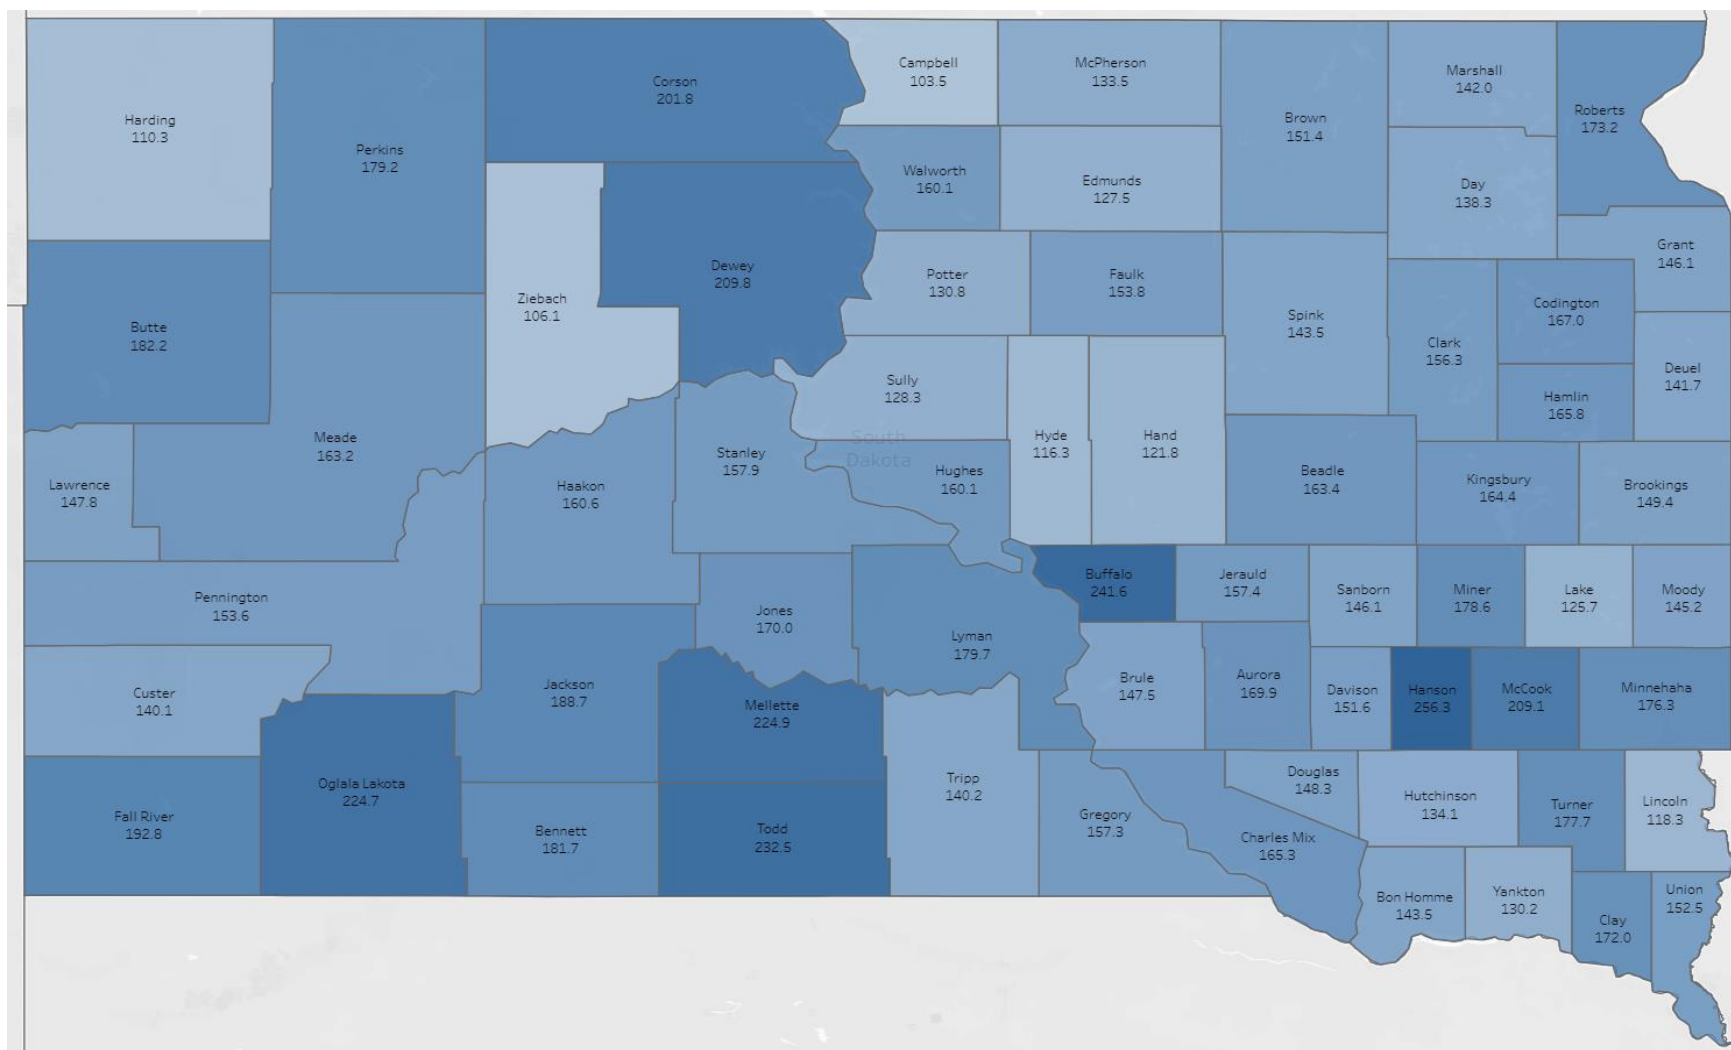 Harding
110.3
Perkins
179.2
Corson
201.8
Campbell
103.5
McPherson
133.5
Brown
151.4
Marshall
142.0
Roberts
173.2
Walworth
160.1
Edmunds
127.5
Day
138.3
Grant
146.1
Butte
182.2
Ziebach
106.1
Dewey
209.8
Potter
130.8
Faulk
153.8
Spink
143.5
Clark
156.3
Codington
167.0
Deuel
141.7
Hamlin
165.8
Meade
163.2
Sully
128.3
South
Dakota
Hyde
116.3
Hand
121.8
Lawrence
147.8
Haakon
160.6
Stanley
157.9
Hughes
160.1
Beadle
163.4
Kingsbury
164.4
Brookings
149.4
Pennington
153.6
Jones
170.0
Lyman
179.7
Buffalo
241.6
Jerauld
157.4
Sanborn
146.1
Miner
178.6
Lake
125.7
Moody
145.2
Custer
140.1
Jackson
188.7
Mellette
224.9
Brule
147.5
Aurora
169.9
Davison
151.6
Hanson
256.3
McCook
209.1
Minnehaha
176.3
Fall River
192.8
Oglala Lakota
224.7
Bennett
181.7
Todd
232.5
Tripp
140.2
Gregory
157.3
Charles Mix
165.3
Douglas
148.3
Hutchinson
134.1
Turner
177.7
Lincoln
118.3
Bon Homme
143.5
Yankton
130.2
Clay
172.0
Union
152.5